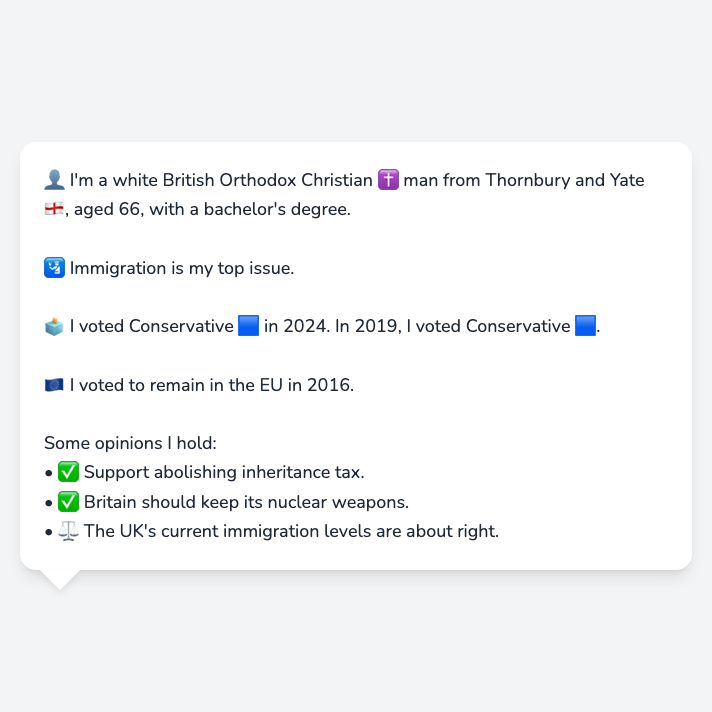 👤 I'm a white British Orthodox Christian ✝️ man from Thornbury and Yate
🏴󠁧󠁢󠁥󠁮󠁧󠁿, aged 66, with a bachelor's degree.
🛂 Immigration is my top issue.
🗳️ I voted Conservative 🟦 in 2024. In 2019, I voted Conservative 🟦.
🇪🇺 I voted to remain in the EU in 2016.
Some opinions I hold:
• ✅ Support abolishing inheritance tax.
• ✅ Britain should keep its nuclear weapons.
• ⚖️ The UK's current immigration levels are about right.